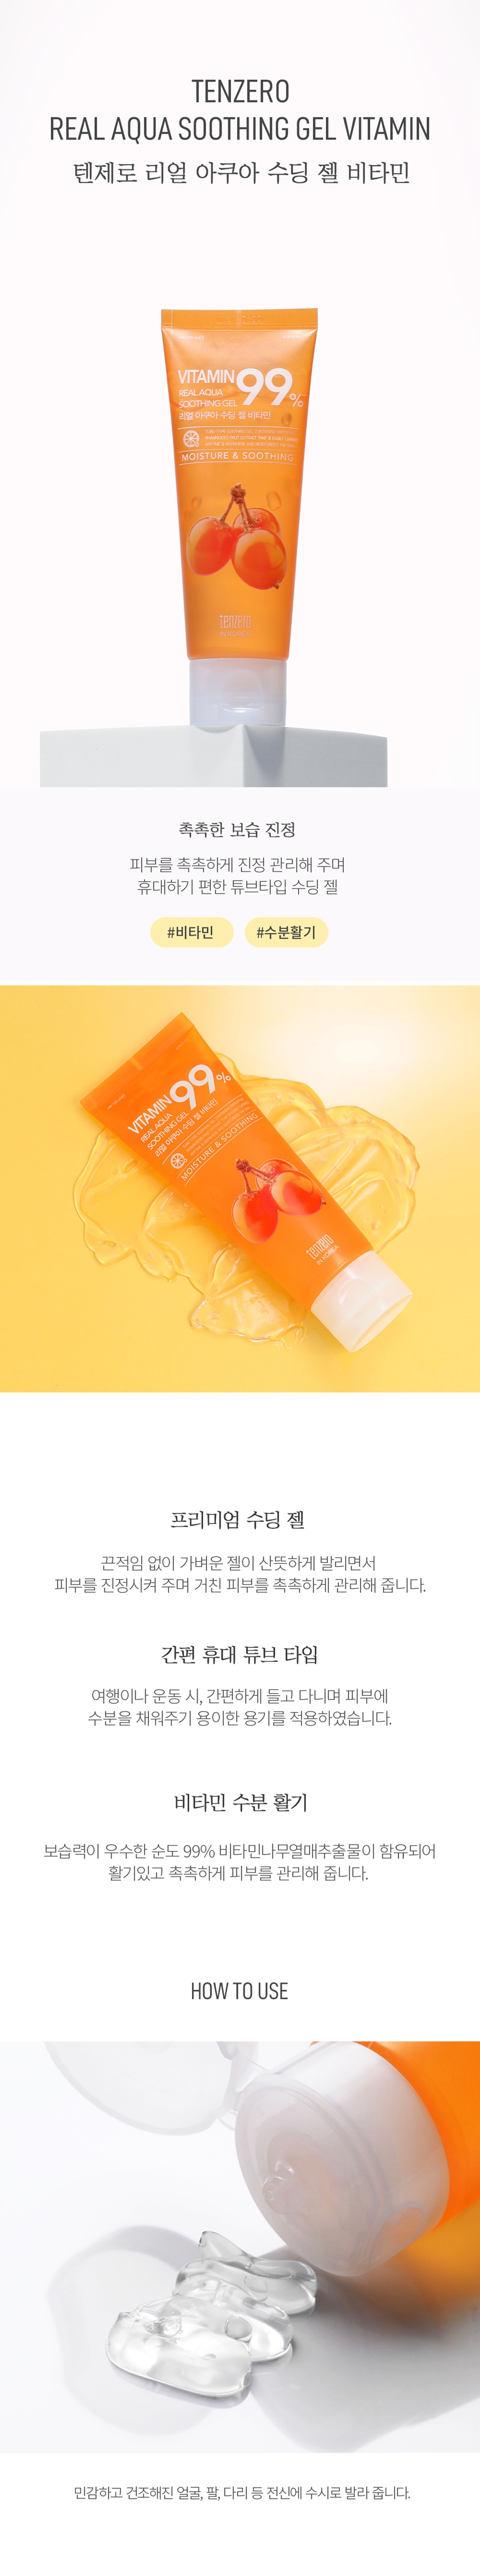 TENZERO
REAL AQUA SOOTHING GEL VITAMIN
텐제로 리얼 아쿠아 수딩 젤 비타민
VITAMIN 99%
REAL AQUA
SOOTHING GEL
리얼 아쿠아 수딩 젤 비타민
MOISTURE & SOOTHING
tenzero
IN KOREA
촉촉한 보습 진정
피부를 촉촉하게 진정 관리해 주며
휴대하기 편한 튜브타입 수딩 젤
#비타민 #수분활기
VITAMIN 99%
REAL AQUA
SOOTHING GEL
리얼 아쿠아 수딩 젤 비타민
MOISTURE & SOOTHING
tenzero
IN KOREA
프리미엄 수딩 젤
끈적임 없이 가벼운 젤이 산뜻하게 발리면서
피부를 진정시켜 주며 거친 피부를 촉촉하게 관리해 줍니다.
간편 휴대 튜브 타입
여행이나 운동 시, 간편하게 들고 다니며 피부에
수분을 채워주기 용이한 용기를 적용하였습니다.
비타민 수분 활기
보습력이 우수한 순도 99% 비타민나무열매추출물이 함유되어
활기있고 촉촉하게 피부를 관리해 줍니다.
HOW TO USE
민감하고 건조해진 얼굴, 팔, 다리 등 전신에 수시로 발라 줍니다.